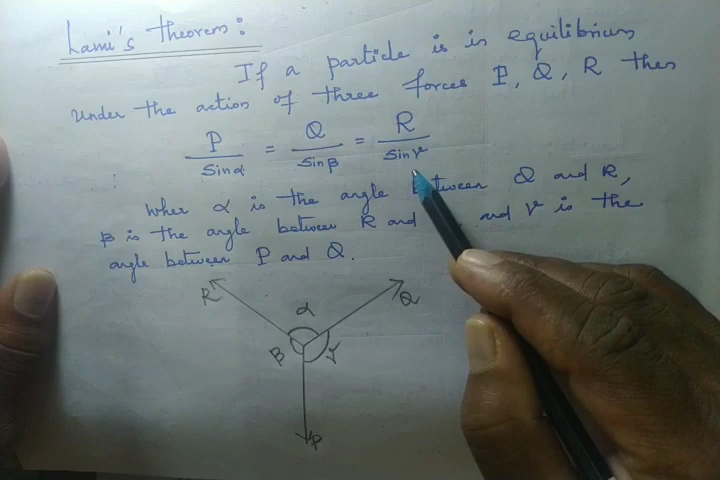 Lami's theorem:
If a particle is in equilibrium
under the action of three forces P, Q, R then
P/sinα = Q/sinβ = R/sinγ
wher α is the angle between Q and R,
β is the angle between R and and γ is the
angle between P and Q.
R α Q
β γ
P